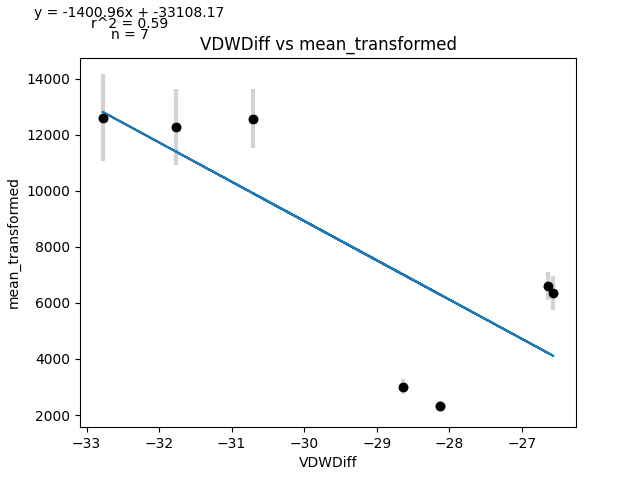 y = -1400.96x + -33108.17
r^2 = 0.59
n = 7
VDWDiff vs mean_transformed
14000
12000
10000
8000
6000
4000
2000
mean_transformed
−33
−32
−31
−30
−29
−28
−27
VDWDiff